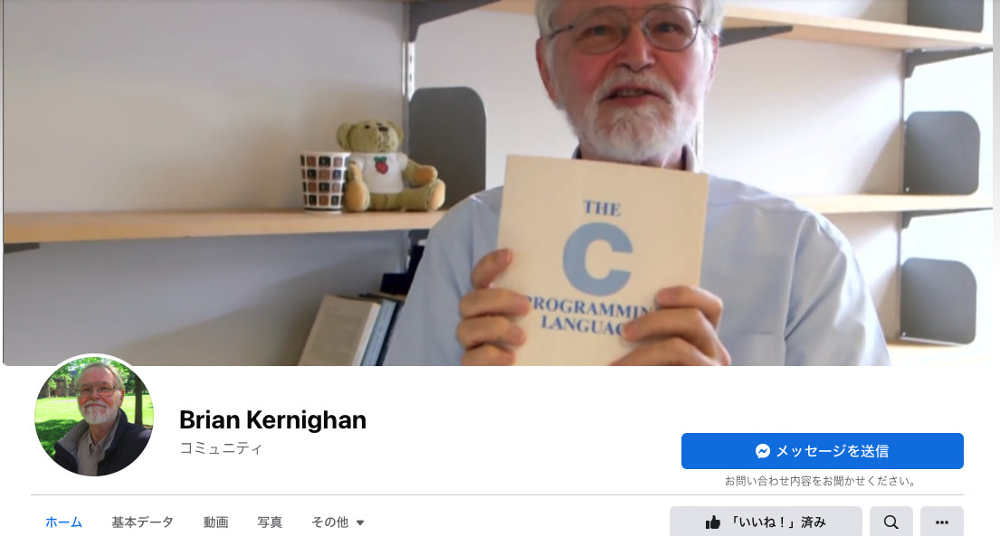 THE
C
PROGRAMMIN
LANGUAG
Brian Kernighan
コミュニティ
メッセージを送信
お問い合わせ内容をお聞かせください。
ホーム 基本データ 動画 写真 その他
「いいね!」済み